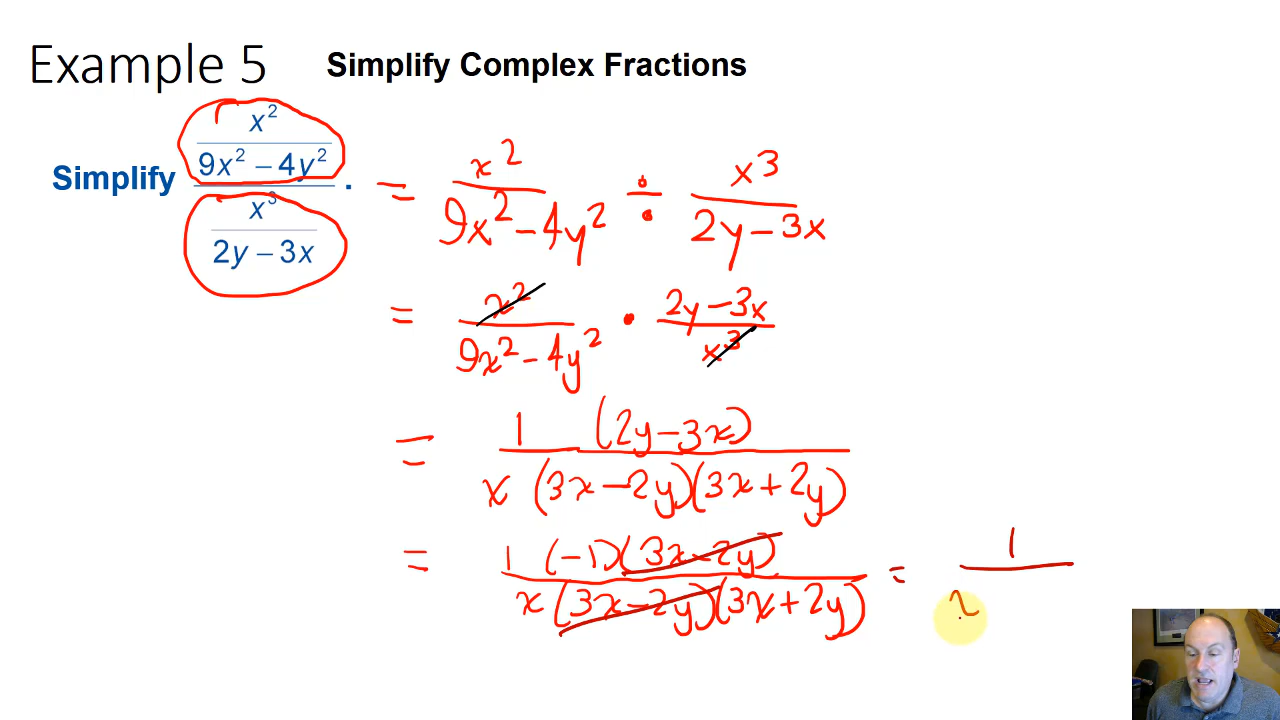 Example 5 Simplify Complex Fractions
Simplify x² / (9x² – 4y²) / x³ / (2y – 3x) .
= x² / (9x² – 4y²) ÷ x³ / (2y – 3x)
= x² / (9x² – 4y²) · (2y – 3x) / x³
= 1 (2y – 3x) / x (3x – 2y)(3x + 2y)
= 1 (–1)(3x – 2y) / x (3x – 2y)(3x + 2y) = 1 / x